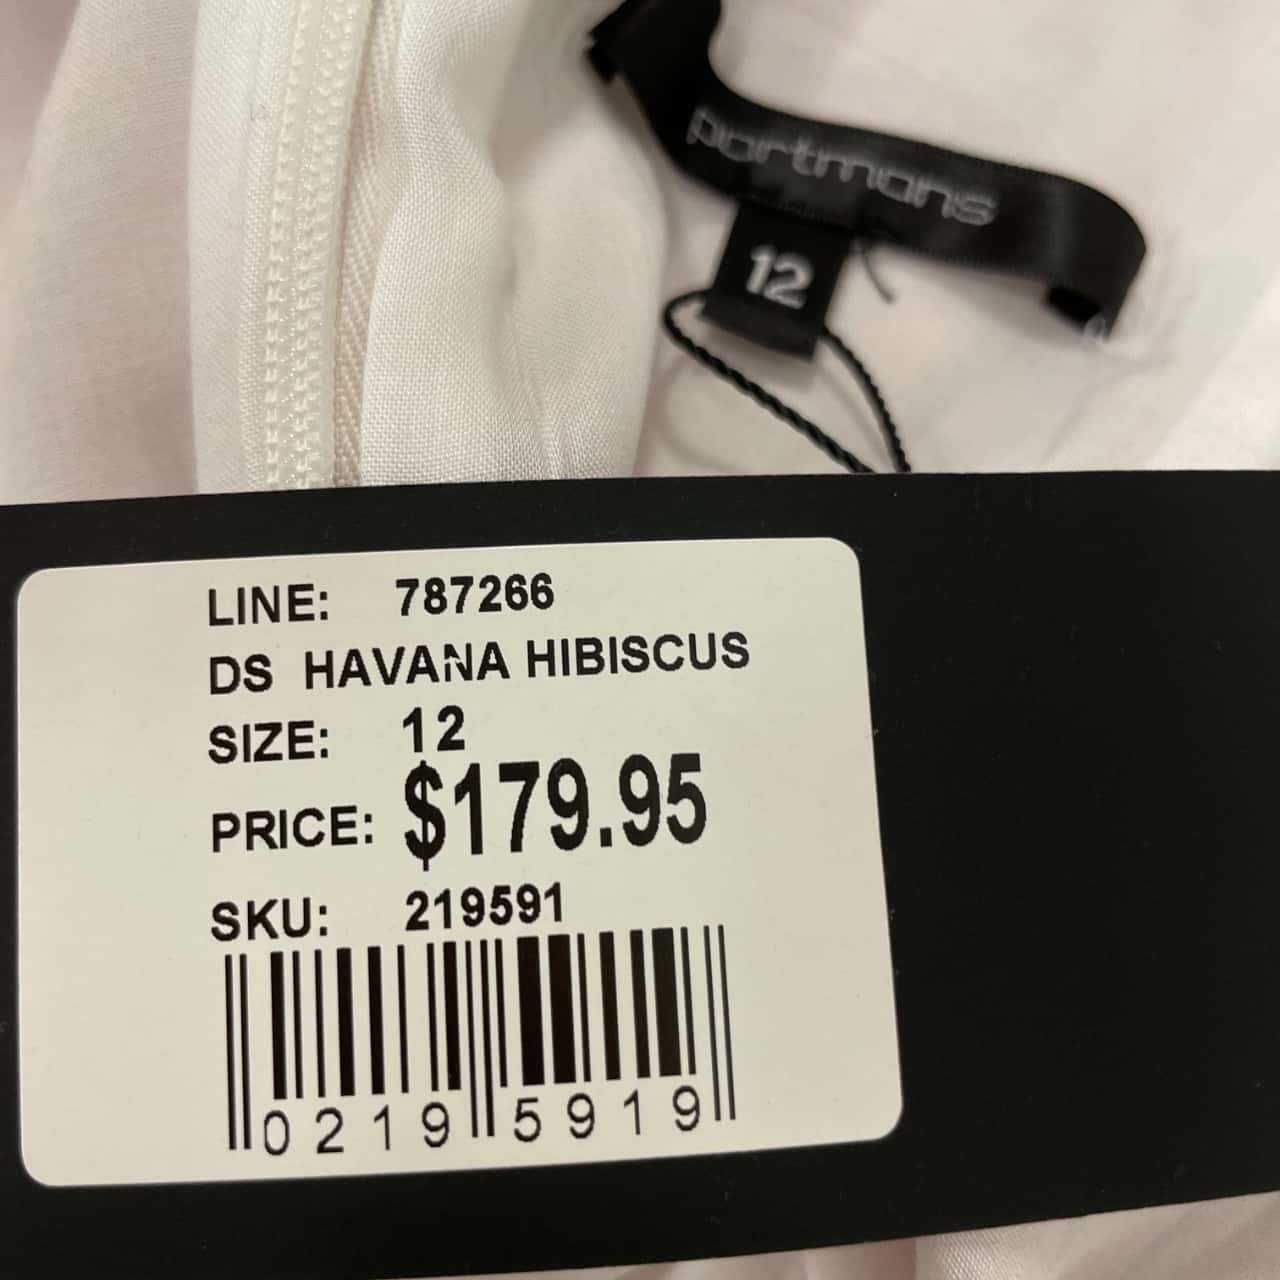 portmans
12
LINE: 787266
DS HAVANA HIBISCUS
SIZE: 12
PRICE: $179.95
SKU: 219591
0219 5919